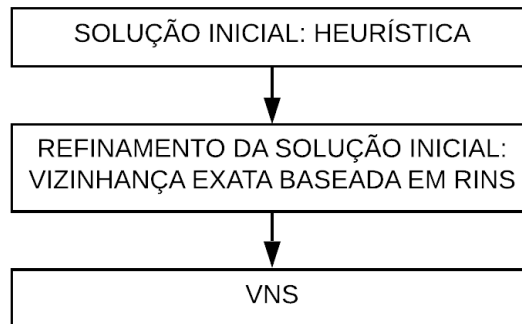 SOLUÇÃO INICIAL: HEURÍSTICA
REFINAMENTO DA SOLUÇÃO INICIAL:
VIZINHANÇA EXATA BASEADA EM RINS
VNS